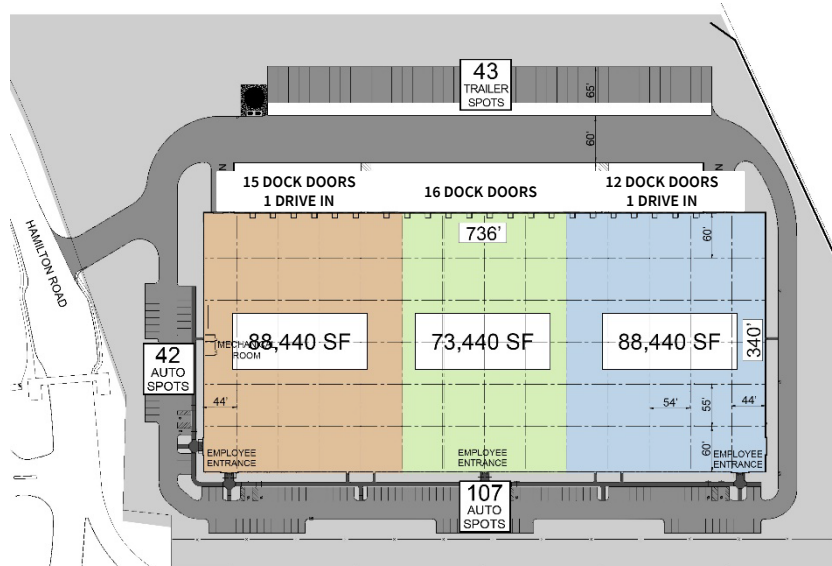 43
TRAILER
SPOTS
65'
60'
N
N
15 DOCK DOORS
1 DRIVE IN
16 DOCK DOORS
12 DOCK DOORS
1 DRIVE IN
HAMILTON ROAD
736'
60'
88,440 SF
73,440 SF
88,440 SF
340'
MECHANICAL
ROOM
42
AUTO
SPOTS
44'
54'
55'
44'
60'
EMPLOYEE
ENTRANCE
EMPLOYEE
ENTRANCE
EMPLOYEE
ENTRANCE
107
AUTO
SPOTS